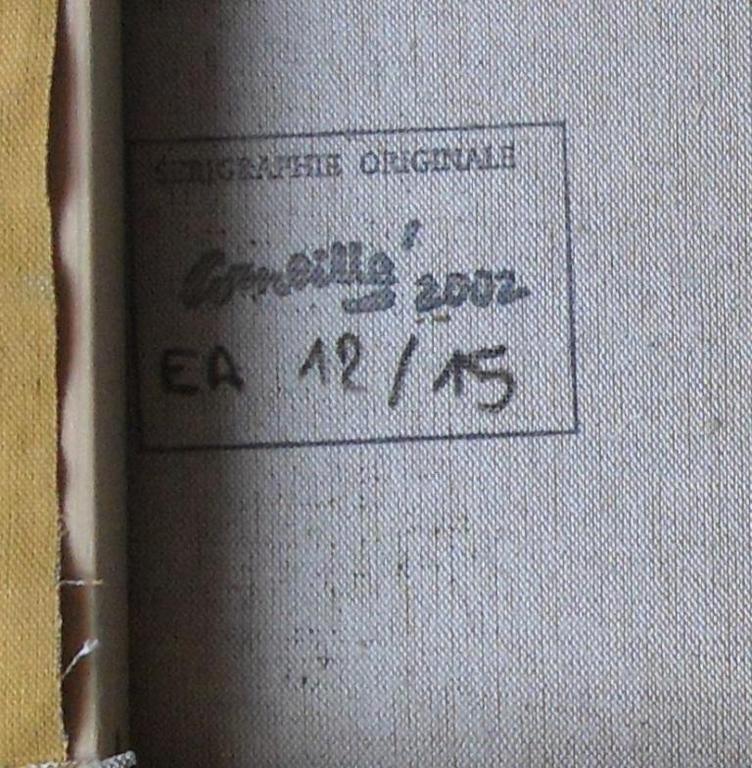 SERIGRAPHIE ORIGINALE
Corneille' 2002
EA 12/15